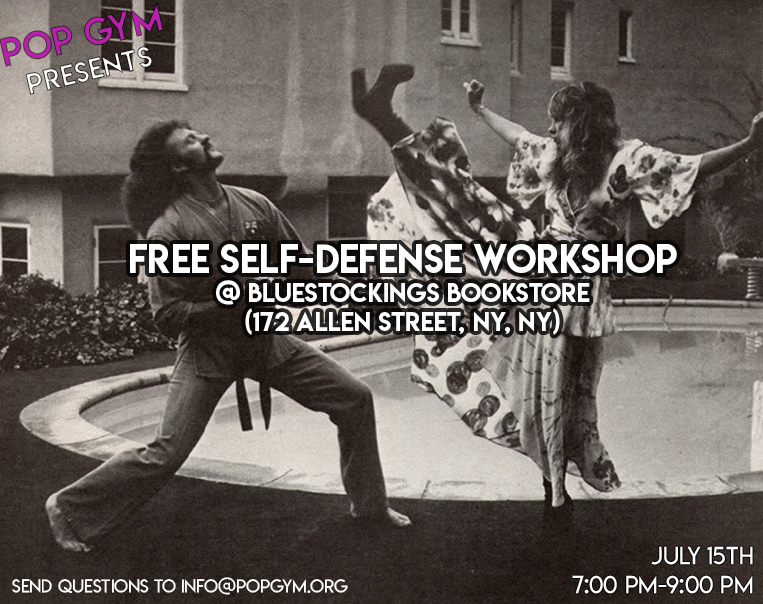 POP GYM
PRESENTS
FREE SELF-DEFENSE WORKSHOP
@ BLUESTOCKINGS BOOKSTORE
(172 ALLEN STREET, NY, NY)
JULY 15TH
7:00 PM-9:00 PM
SEND QUESTIONS TO INFO@POPGYM.ORG